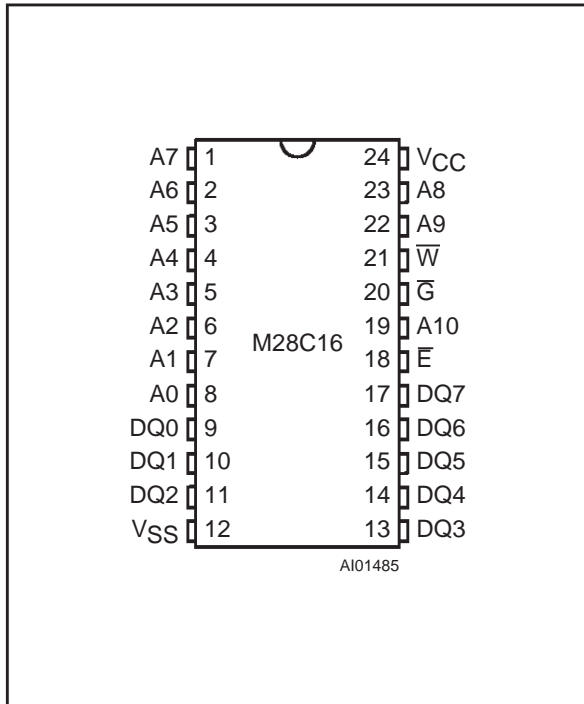 A7 1 24 VCC
A6 2 23 A8
A5 3 22 A9
A4 4 21 W̅
A3 5 20 G̅
A2 6 19 A10
M28C16
A1 7 18 E̅
A0 8 17 DQ7
DQ0 9 16 DQ6
DQ1 10 15 DQ5
DQ2 11 14 DQ4
VSS 12 13 DQ3
AI01485